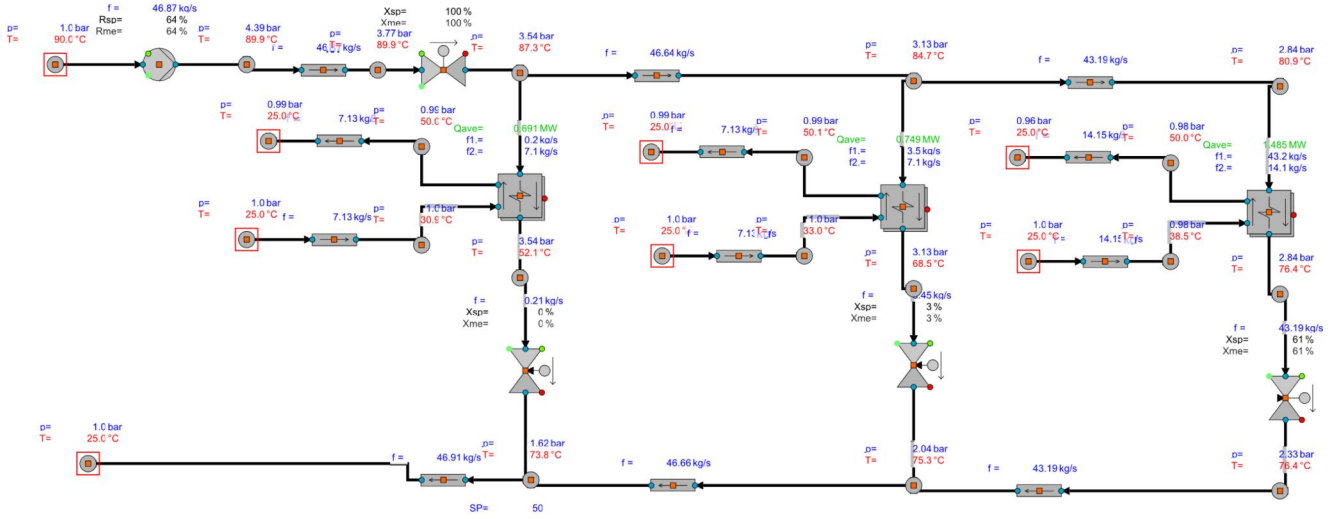 f = 46.87 kg/s
Rsp= 64 %
Rme= 64 %
p= 1.0 bar
T= 90.0 °C
p= 4.39 bar
T= 89.9 °C
p= 3.77 bar
T= 89.9 °C
Xsp= 100 %
Xme= 100 %
p= 3.54 bar
T= 87.3 °C
f = 46.64 kg/s
p= 3.13 bar
T= 84.7 °C
f = 43.19 kg/s
p= 2.84 bar
T= 80.9 °C
p= 0.99 bar
T= 25.0 °C
7.13 kg/s
p= 0.99 bar
T= 50.0 °C
Qave= 0.691 MW
f1.= 0.2 kg/s
f2.= 7.1 kg/s
p= 0.99 bar
T= 25.0
f = 7.13 kg/s
p= 0.99 bar
T= 50.1 °C
Qave= 0.749 MW
f1.= 3.5 kg/s
f2.= 7.1 kg/s
p= 0.96 bar
T= 25.0 °C
14.15 kg/s
p= 0.98 bar
T= 50.0 °C
Qave= 1.485 MW
f1.= 43.2 kg/s
f2.= 14.1 kg/s
p= 1.0 bar
T= 25.0 °C
f = 7.13 kg/s
p= 1.0 bar
T= 30.9 °C
p= 3.54 bar
T= 52.1 °C
p= 1.0 bar
T= 25.0
f = 7.13
p= 1.0 bar
T= 33.0 °C
p= 3.13 bar
T= 68.5 °C
p= 1.0 bar
T= 25.0 °C
14.15
p= 0.98 bar
T= 38.5 °C
p= 2.84 bar
T= 76.4 °C
f = 0.21 kg/s
Xsp= 0 %
Xme= 0 %
f = .45 kg/s
Xsp= 3 %
Xme= 3 %
f = 43.19 kg/s
Xsp= 61 %
Xme= 61 %
p= 1.0 bar
T= 25.0 °C
f = 46.91 kg/s
p= 1.62 bar
T= 73.8 °C
f = 46.66 kg/s
p= 2.04 bar
T= 75.3 °C
f = 43.19 kg/s
p= 2.33 bar
T= 76.4 °C
SP= 50